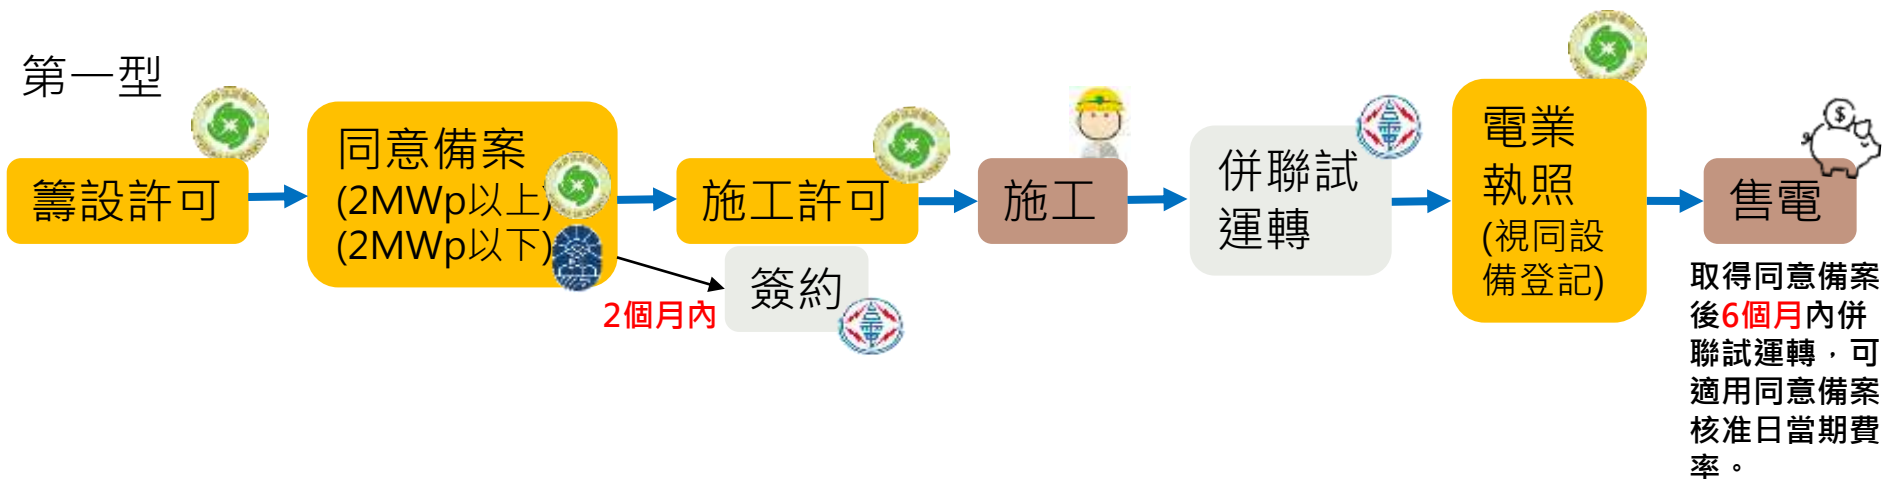 第一型
籌設許可
同意備案
(2MWp以上)
(2MWp以下)
施工許可
施工
併聯試
運轉
電業
執照
(視同設
備登記)
售電
簽約
2個月內
取得同意備案
後6個月內併
聯試運轉，可
適用同意備案
核准日當期費
率。